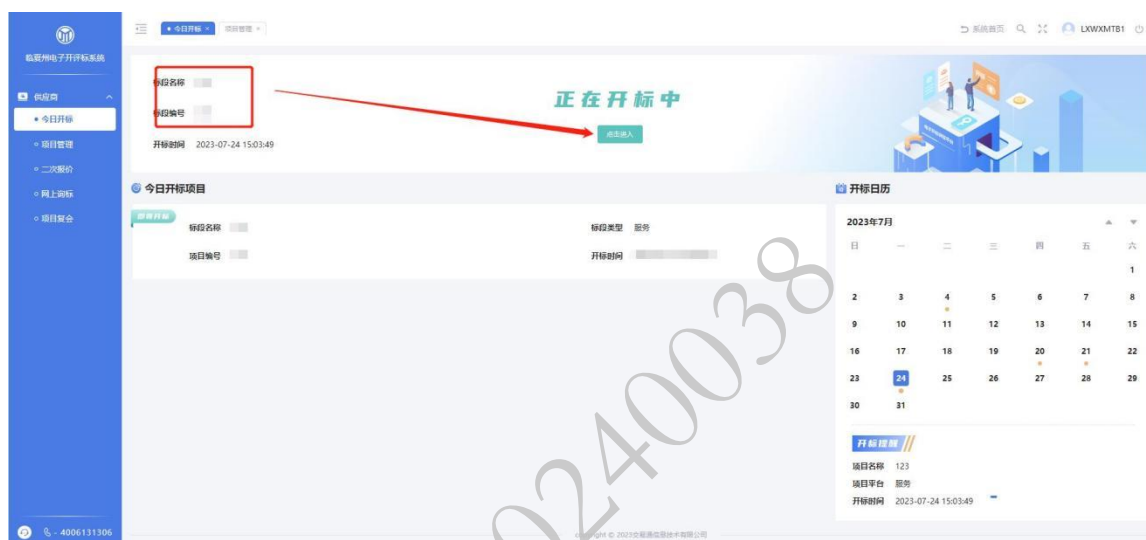 临夏州电子开评标系统
供应商
今日开标
项目管理
二次报价
网上询标
项目复会
- 4006131306
今日开标 ×
项目管理 ×
系统首页
LXWXMTB1
标段名称
标段编号
开标时间 2023-07-24 15:03:49
正在开标中
点击进入
今日开标项目
标段名称
标段类型 服务
项目编号
开标时间
开标日历
2023年7月
日 一 二 三 四 五 六
1
2 3 4 5 6 7 8
9 10 11 12 13 14 15
16 17 18 19 20 21 22
23 24 25 26 27 28 29
30 31
开标提醒
项目名称 123
项目平台 服务
开标时间 2023-07-24 15:03:49
0240038